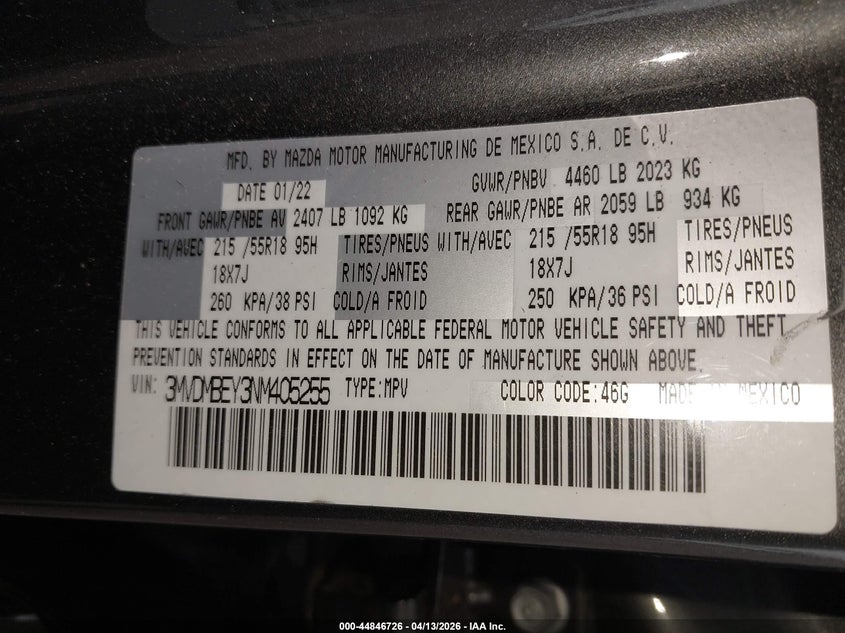 MFD. BY MAZDA MOTOR MANUFACTURING DE MEXICO S.A. DE C.V.
DATE 01/22 GVWR/PNBV 4460 LB 2023 KG
FRONT GAWR/PNBE AV 2407 LB 1092 KG REAR GAWR/PNBE AR 2059 LB 934 KG
WITH/AVEC 215 /55R18 95H TIRES/PNEUS WITH/AVEC 215 /55R18 95H TIRES/PNEUS
18X7J RIMS/JANTES 18X7J RIMS/JANTES
260 KPA/38 PSI COLD/A FROID 250 KPA/36 PSI COLD/A FROID
THIS VEHICLE CONFORMS TO ALL APPLICABLE FEDERAL MOTOR VEHICLE SAFETY AND THEFT
PREVENTION STANDARDS IN EFFECT ON THE DATE OF MANUFACTURE SHOWN ABOVE.
VIN: 3MVDMBEY3NM405255 TYPE:MPV COLOR CODE:46G MADE MEXICO
000-44846726 - 04/13/2026 - IAA Inc.